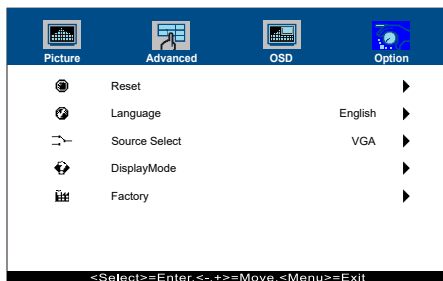 Picture Advanced OSD Option
Reset
Language English
Source Select VGA
DisplayMode
Factory
<Select>=Enter,<-,+>=Move,<Menu>=Exit